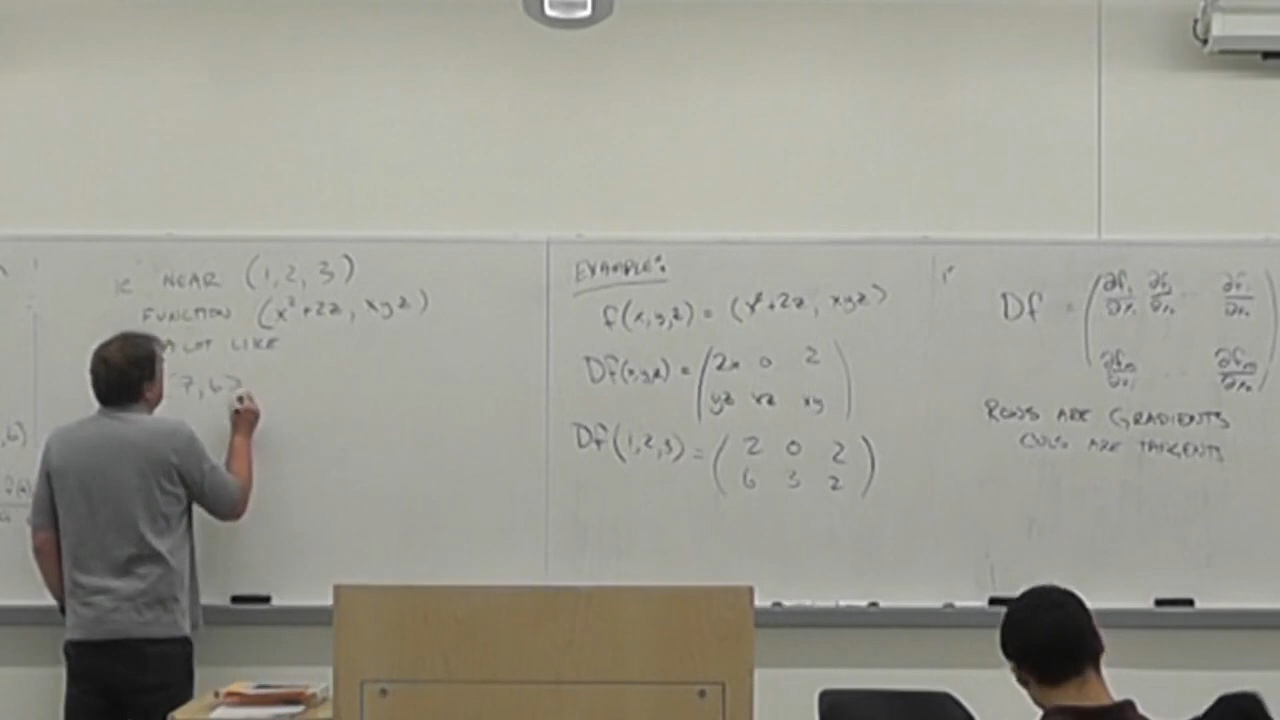 NEAR (1, 2, 3)
FUNCTION (x²+2z, xyz)
A LOT LIKE
(7, 6)
, 6)
EXAMPLE:
f(x,y,z) = (x²+2z, xyz)
Df(x,y,z) = (2x 0 2
yz xz xy)
Df(1,2,3) = (2 0 2
6 3 2)
Df = (∂f₁/∂x₁ ∂f₁/∂x₂ ... ∂f₁/∂xₙ
∂fₘ/∂x₁ ... ∂fₘ/∂xₙ)
ROWS ARE GRADIENTS
COLS ARE TANGENTS